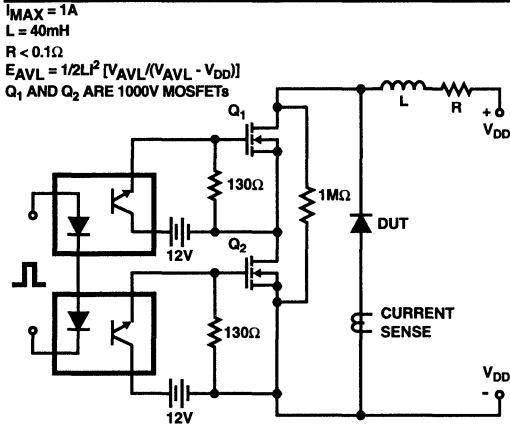 IMAX = 1A
L = 40mH
R < 0.1Ω
EAVL = 1/2LI² [VAVL/(VAVL - VDD)]
Q1 AND Q2 ARE 1000V MOSFETs
Q1
L
R
+
VDD
130Ω
1MΩ
12V
DUT
Q2
130Ω
CURRENT
SENSE
VDD
-
12V